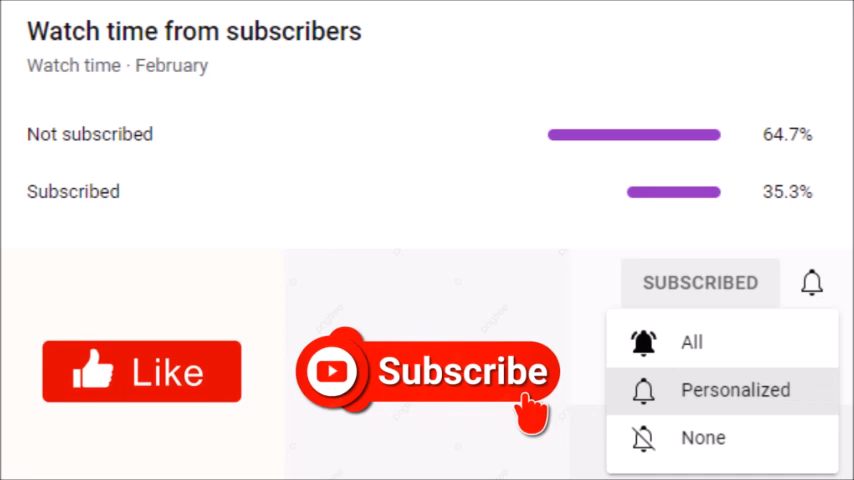 Watch time from subscribers
Watch time · February
Not subscribed 64.7%
Subscribed 35.3%
SUBSCRIBED
Like
Subscribe
All
Personalized
None